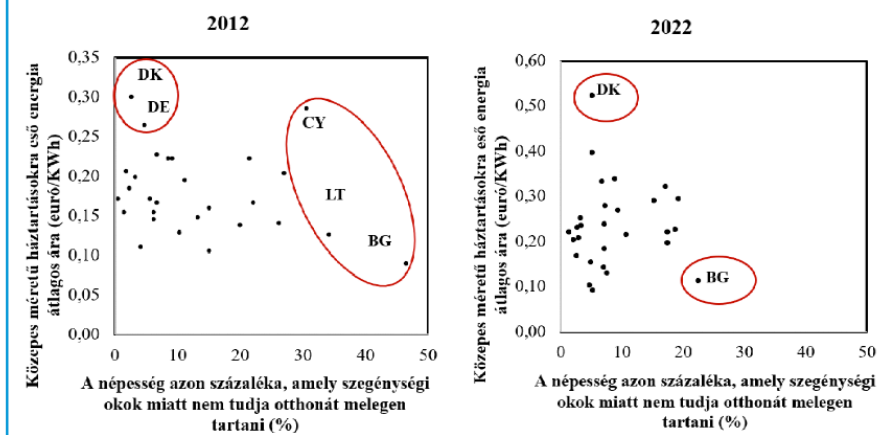 2012
Közepes méretű háztartásokra eső energia
átlagos ára (euró/KWh)
0,35
0,30
0,25
0,20
0,15
0,10
0,05
0,00
DK
DE
CY
LT
BG
0 10 20 30 40 50
A népesség azon százaléka, amely szegénységi
okok miatt nem tudja otthonát melegen
tartani (%)
2022
Közepes méretű háztartásokra eső energia
átlagos ára (euró/KWh)
0,60
0,50
0,40
0,30
0,20
0,10
0,00
DK
BG
0 10 20 30 40 50
A népesség azon százaléka, amely szegénységi
okok miatt nem tudja otthonát melegen
tartani (%)